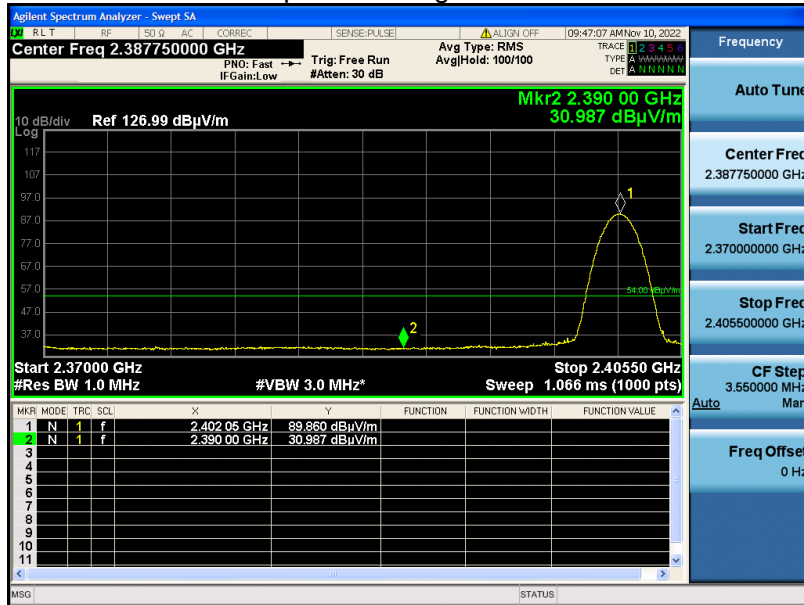 Agilent Spectrum Analyzer - Swept SA
LXI RLT RF 50 Ω AC CORREC SENSE:PULSE ALIGN OFF 09:47:07 AM Nov 10, 2022
Center Freq 2.387750000 GHz
PNO: Fast
IFGain:Low
Trig: Free Run
#Atten: 30 dB
Avg Type: RMS
Avg|Hold: 100/100
TRACE 1 2 3 4 5 6
TYPE A WWWWW
DET A N N N N N
Mkr2 2.390 00 GHz
30.987 dBµV/m
10 dB/div Ref 126.99 dBµV/m
Log
117
107
97.0
87.0
77.0
67.0
57.0
47.0
37.0
1
54.00 dBµV/m
2
Start 2.37000 GHz Stop 2.40550 GHz
#Res BW 1.0 MHz #VBW 3.0 MHz* Sweep 1.066 ms (1000 pts)
MKR MODE TRC SCL X Y FUNCTION FUNCTION WIDTH FUNCTION VALUE
1 N 1 f 2.402 05 GHz 89.860 dBµV/m
2 N 1 f 2.390 00 GHz 30.987 dBµV/m
3
4
5
6
7
8
9
10
11
MSG STATUS
Frequency
Auto Tune
Center Freq
2.387750000 GHz
Start Freq
2.370000000 GHz
Stop Freq
2.405500000 GHz
CF Step
3.550000 MHz
Auto Man
Freq Offset
0 Hz